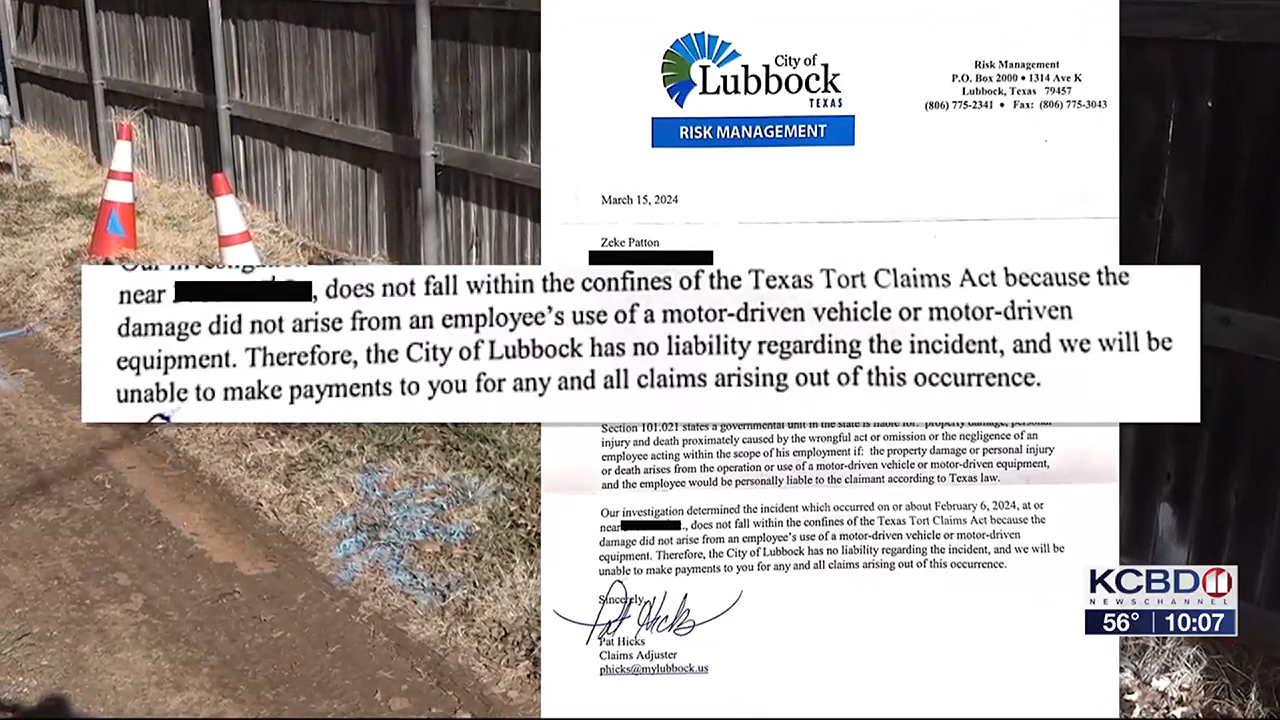 City of
Lubbock
TEXAS
RISK MANAGEMENT
Risk Management
P.O. Box 2000 • 1314 Ave K
Lubbock, Texas 79457
(806) 775-2341 • Fax: (806) 775-3043
March 15, 2024
Zeke Patton
Our
near , does not fall within the confines of the Texas Tort Claims Act because the
damage did not arise from an employee's use of a motor-driven vehicle or motor-driven
equipment. Therefore, the City of Lubbock has no liability regarding the incident, and we will be
unable to make payments to you for any and all claims arising out of this occurrence.
Section 101.021 states a governmental unit in the state is liable for: property damage, personal
injury and death proximately caused by the wrongful act or omission or the negligence of an
employee acting within the scope of his employment if: the property damage or personal injury
or death arises from the operation or use of a motor-driven vehicle or motor-driven equipment,
and the employee would be personally liable to the claimant according to Texas law.
Our investigation determined the incident which occurred on or about February 6, 2024, at or
near ., does not fall within the confines of the Texas Tort Claims Act because the
damage did not arise from an employee's use of a motor-driven vehicle or motor-driven
equipment. Therefore, the City of Lubbock has no liability regarding the incident, and we will be
unable to make payments to you for any and all claims arising out of this occurrence.
Sincerely,
Pat Hicks
Pat Hicks
Claims Adjuster
phicks@mylubbock.us
KCBD 11
NEWSCHANNEL
56° | 10:07